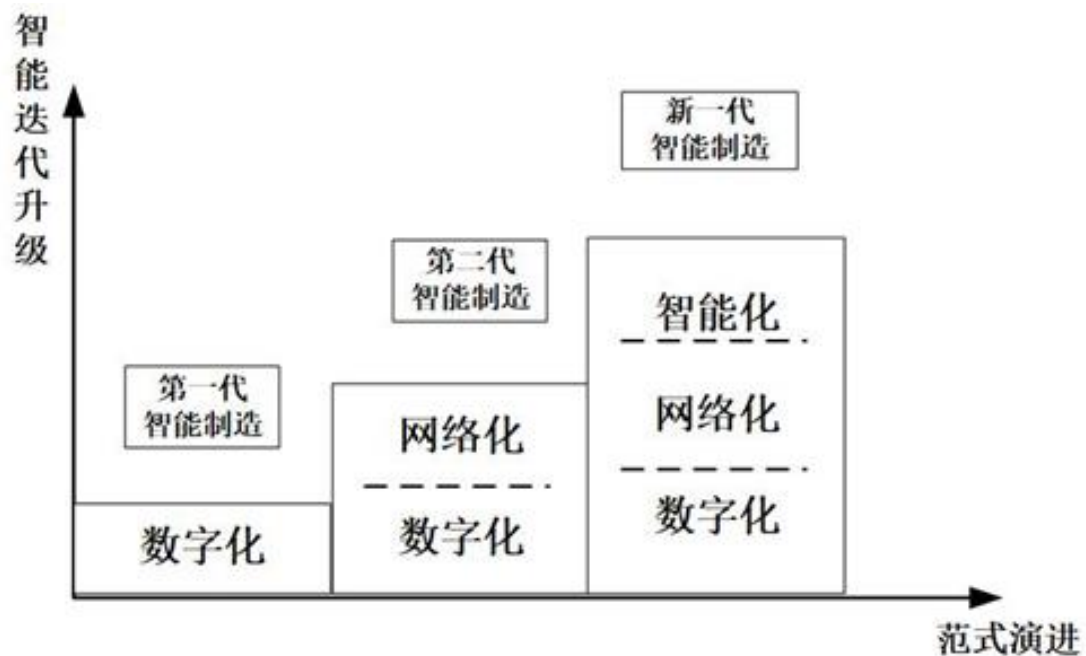 智能迭代升级
新一代
智能制造
第二代
智能制造
第一代
智能制造
智能化
网络化
数字化
网络化
数字化
数字化
范式演进